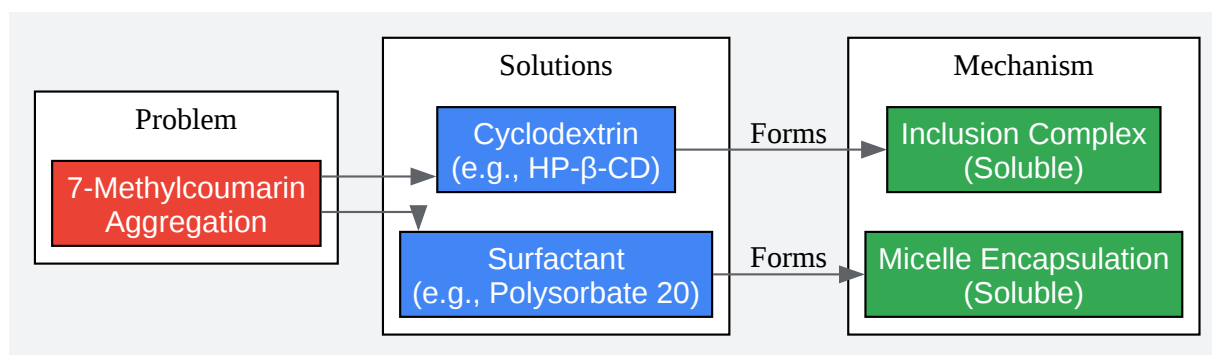 Problem
7-Methylcoumarin
Aggregation
Solutions
Cyclodextrin
(e.g., HP-β-CD)
Surfactant
(e.g., Polysorbate 20)
Forms
Forms
Mechanism
Inclusion Complex
(Soluble)
Micelle Encapsulation
(Soluble)